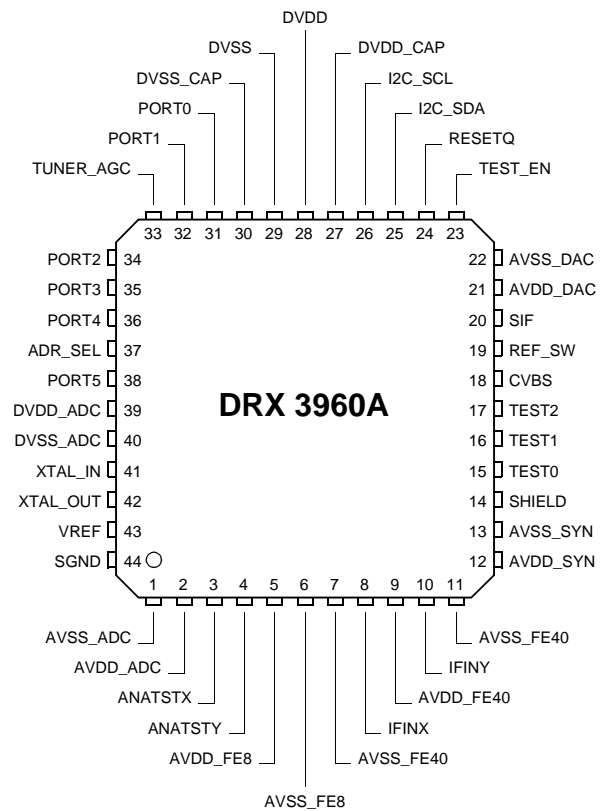 DVDD
DVSS
DVDD_CAP
DVSS_CAP
I2C_SCL
PORT0
I2C_SDA
PORT1
RESETQ
TUNER_AGC
TEST_EN
33 32 31 30 29 28 27 26 25 24 23
PORT2 34
22 AVSS_DAC
PORT3 35
21 AVDD_DAC
PORT4 36
20 SIF
ADR_SEL 37
19 REF_SW
PORT5 38
18 CVBS
DRX 3960A
DVDD_ADC 39
17 TEST2
DVSS_ADC 40
16 TEST1
XTAL_IN 41
15 TEST0
XTAL_OUT 42
14 SHIELD
VREF 43
13 AVSS_SYN
SGND 44
12 AVDD_SYN
1 2 3 4 5 6 7 8 9 10 11
AVSS_ADC
AVSS_FE40
AVDD_ADC
IFINY
ANATSTX
AVDD_FE40
ANATSTY
IFINX
AVDD_FE8
AVSS_FE40
AVSS_FE8